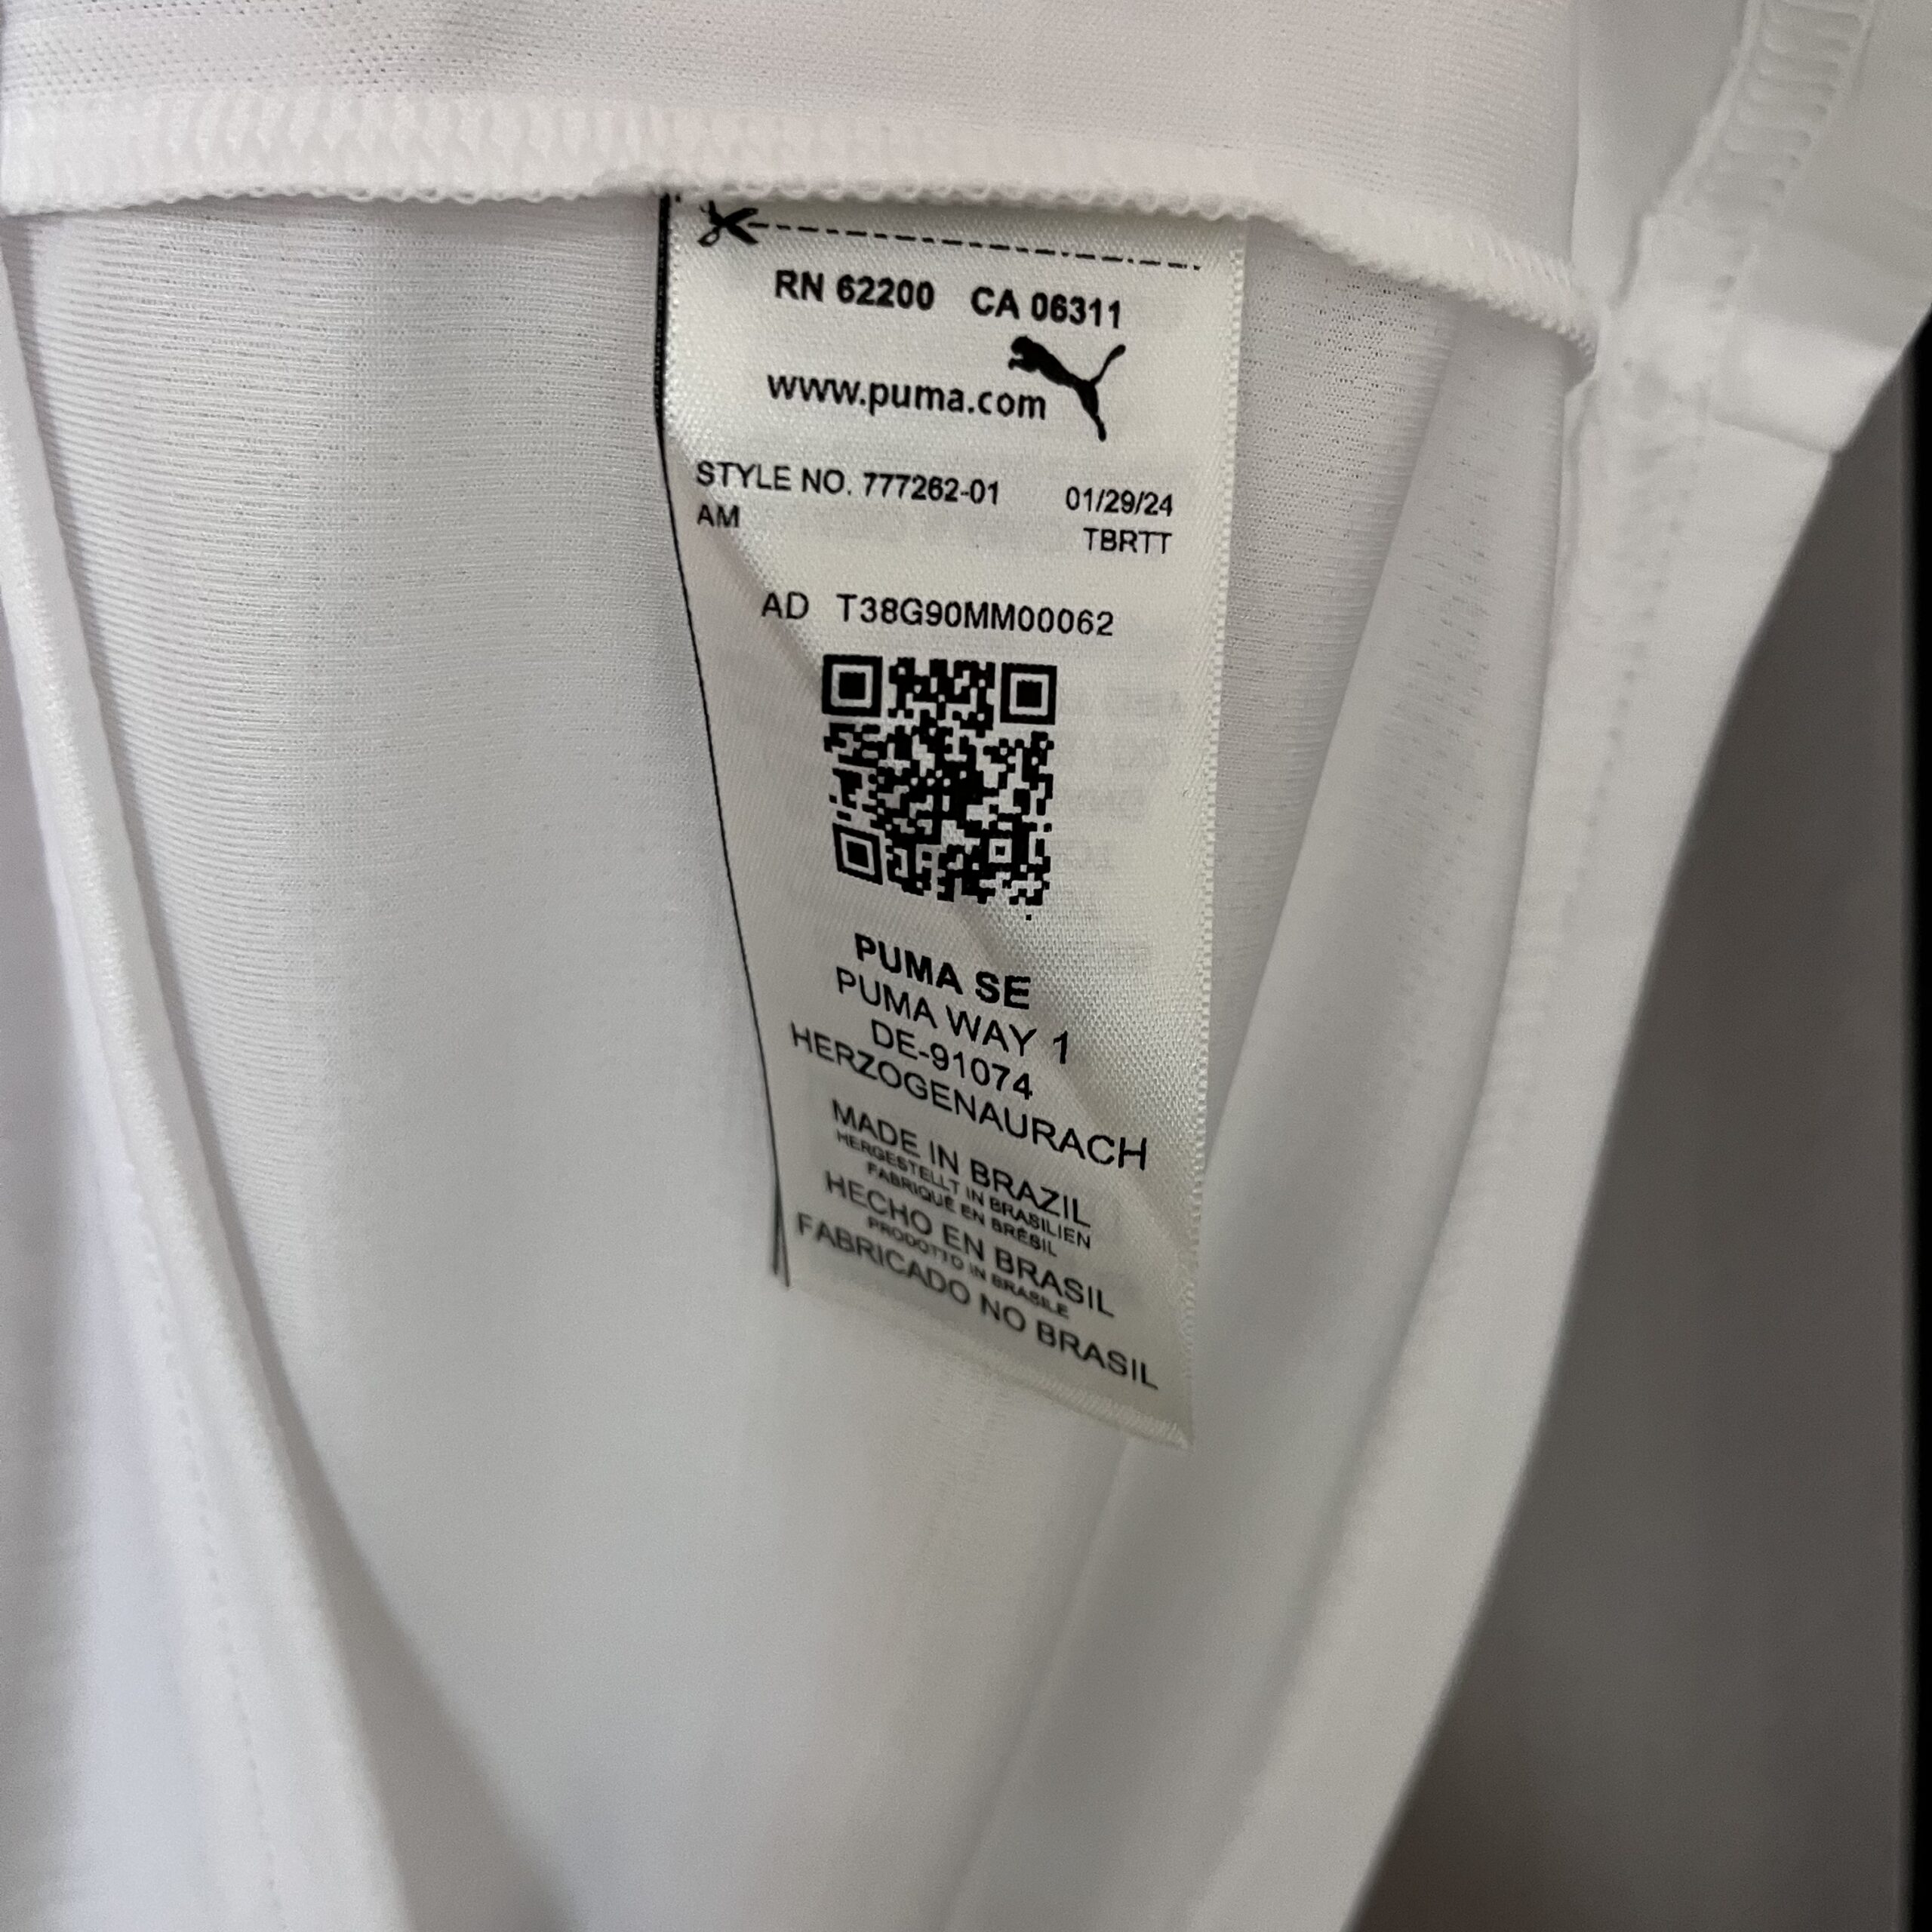 RN 62200 CA 06311
www.puma.com
STYLE NO. 777262-01 01/29/24
AM TBRTT
AD T38G90MM00062
PUMA SE
PUMA WAY 1
DE-91074
HERZOGENAURACH
MADE IN BRAZIL
HERGESTELLT IN BRASILIEN
FABRIQUÉ EN BRÉSIL
HECHO EN BRASIL
PRODOTTO IN BRASILE
FABRICADO NO BRASIL